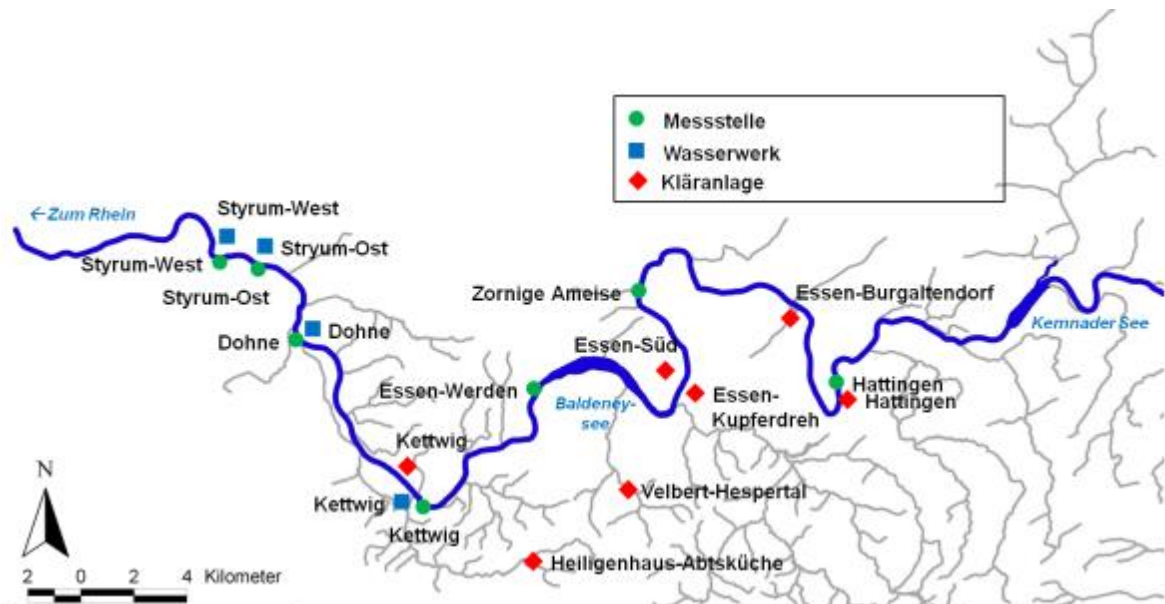 Messstelle
Wasserwerk
Kläranlage
← Zum Rhein
Styrum-West
Stryum-Ost
Styrum-West
Styrum-Ost
Dohne
Dohne
Zornige Ameise
Essen-Burgaltendorf
Kemnader See
Essen-Süd
Essen-Werden
Baldeney-
see
Essen-
Kupferdreh
Hattingen
Hattingen
Kettwig
Kettwig
Kettwig
Velbert-Hespertal
Heiligenhaus-Abtsküche
N
2 0 2 4 Kilometer